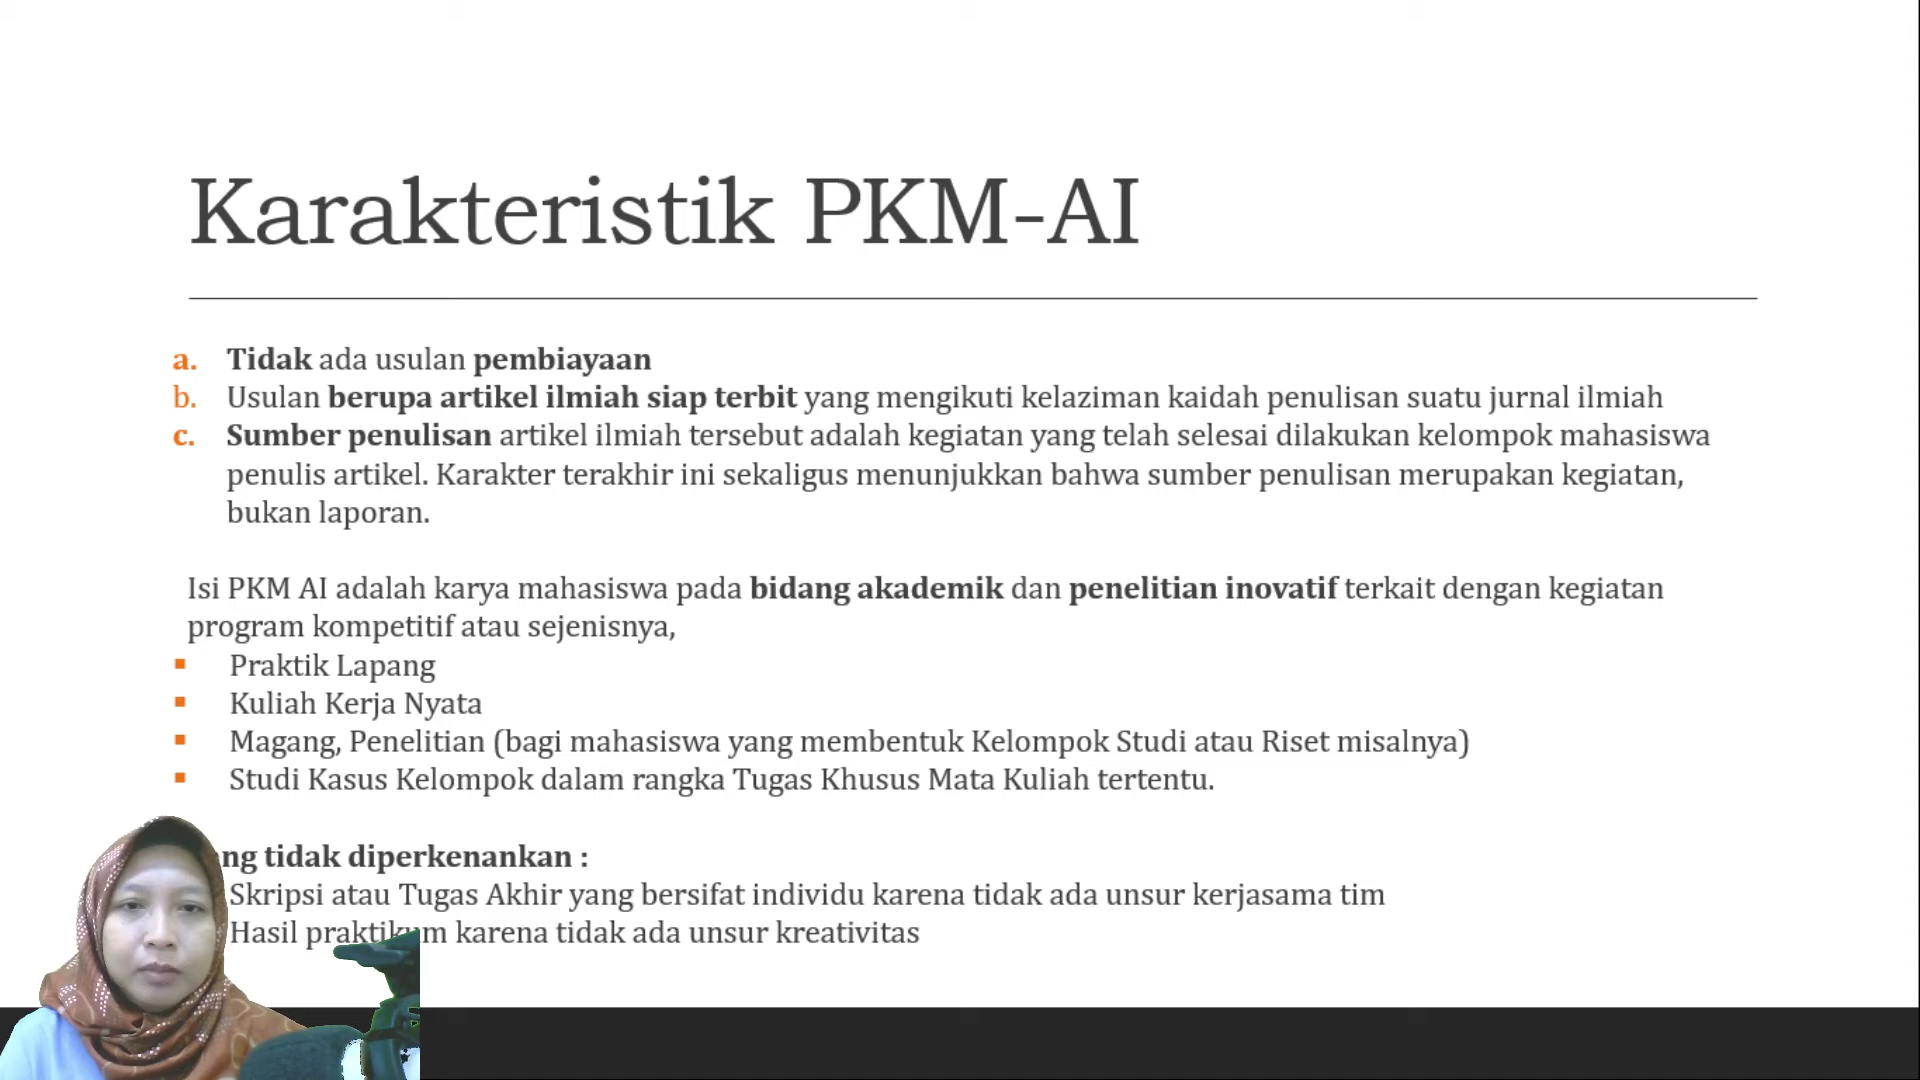 Karakteristik PKM-AI
a. Tidak ada usulan pembiayaan
b. Usulan berupa artikel ilmiah siap terbit yang mengikuti kelaziman kaidah penulisan suatu jurnal ilmiah
c. Sumber penulisan artikel ilmiah tersebut adalah kegiatan yang telah selesai dilakukan kelompok mahasiswa
penulis artikel. Karakter terakhir ini sekaligus menunjukkan bahwa sumber penulisan merupakan kegiatan,
bukan laporan.
Isi PKM AI adalah karya mahasiswa pada bidang akademik dan penelitian inovatif terkait dengan kegiatan
program kompetitif atau sejenisnya,
▪ Praktik Lapang
▪ Kuliah Kerja Nyata
▪ Magang, Penelitian (bagi mahasiswa yang membentuk Kelompok Studi atau Riset misalnya)
▪ Studi Kasus Kelompok dalam rangka Tugas Khusus Mata Kuliah tertentu.
tidak diperkenankan :
Skripsi atau Tugas Akhir yang bersifat individu karena tidak ada unsur kerjasama tim
Hasil praktikum karena tidak ada unsur kreativitas